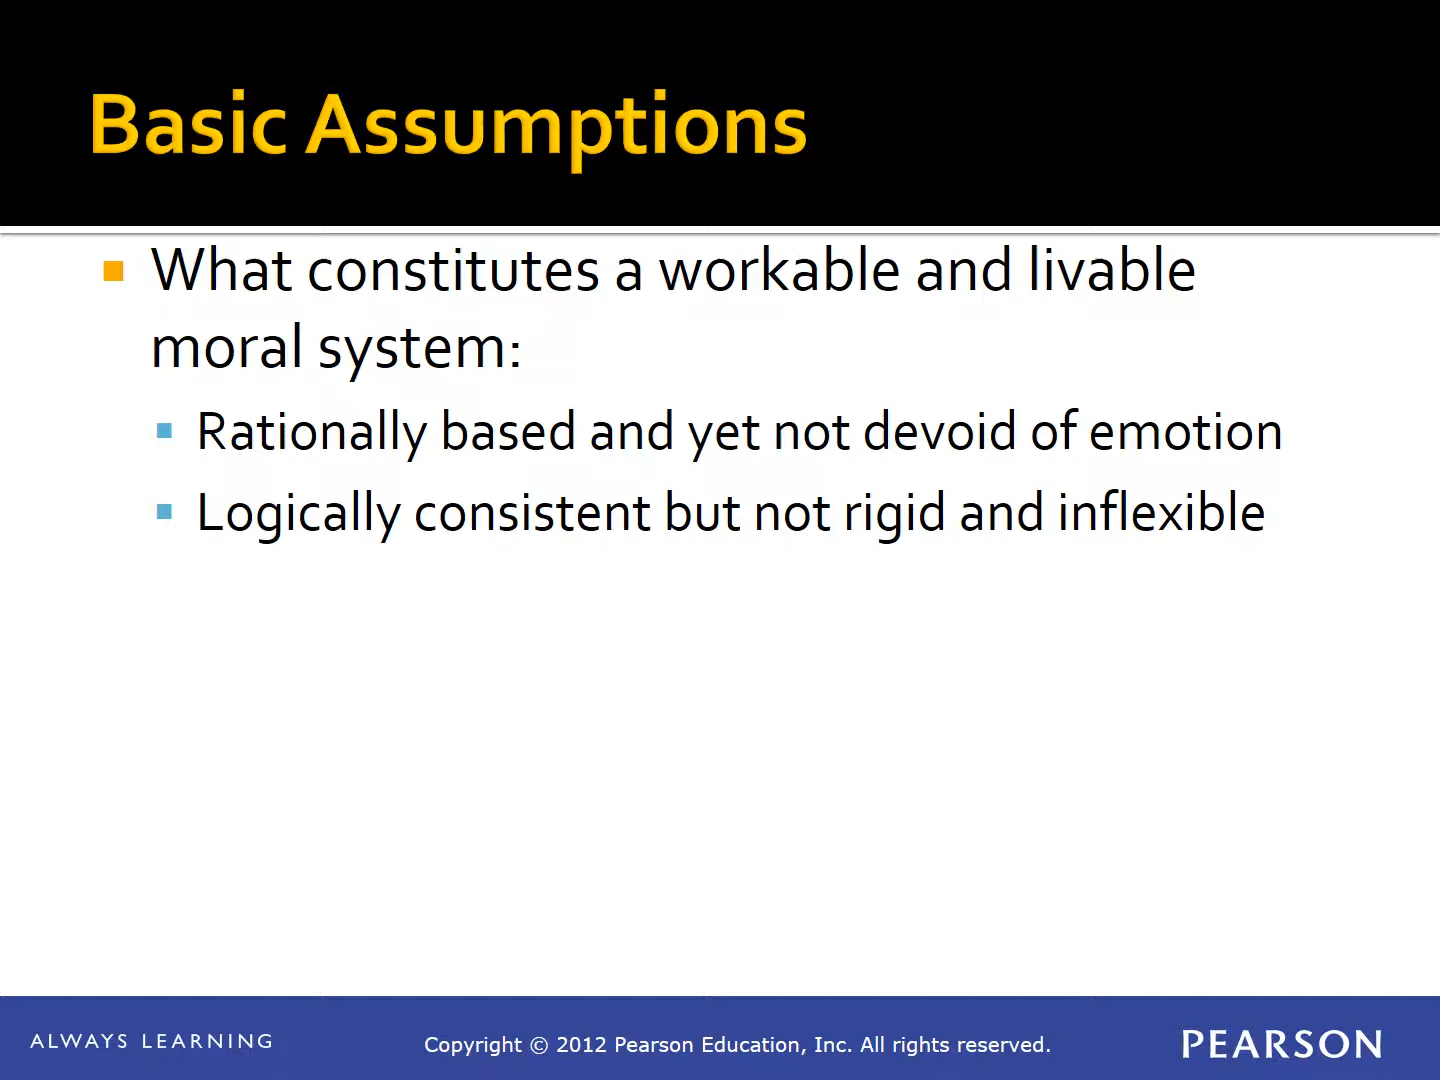 Basic Assumptions
What constitutes a workable and livable
moral system:
Rationally based and yet not devoid of emotion
Logically consistent but not rigid and inflexible
ALWAYS LEARNING
Copyright © 2012 Pearson Education, Inc. All rights reserved.
PEARSON